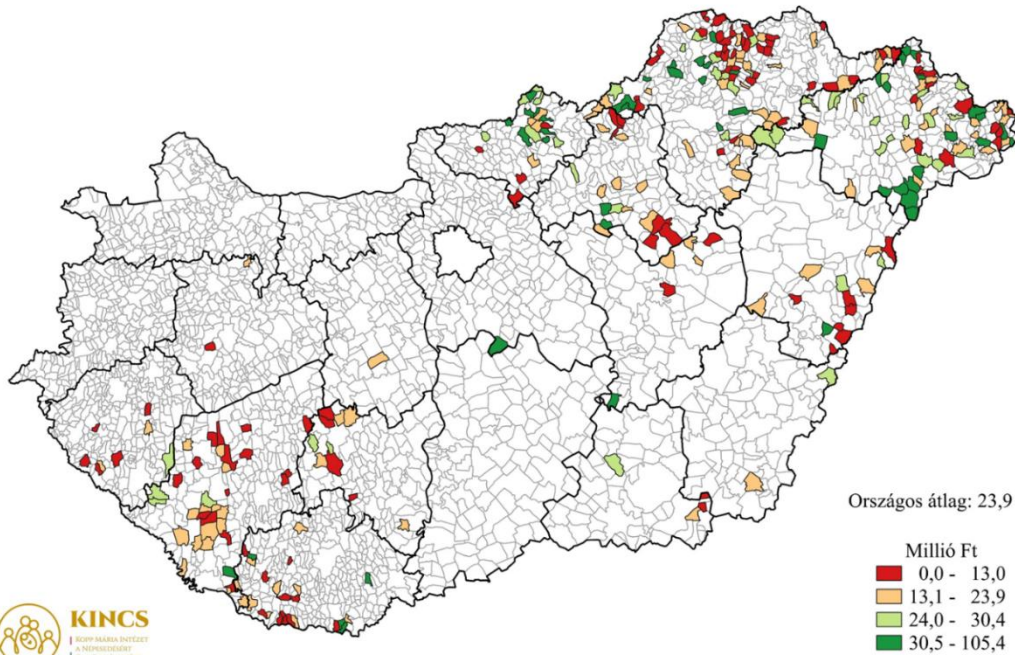 Országos átlag: 23,9
Millió Ft
0,0 - 13,0
13,1 - 23,9
24,0 - 30,4
30,5 - 105,4
KINCS
KOPP MÁRIA INTÉZET
A NÉPESEDÉSÉRT